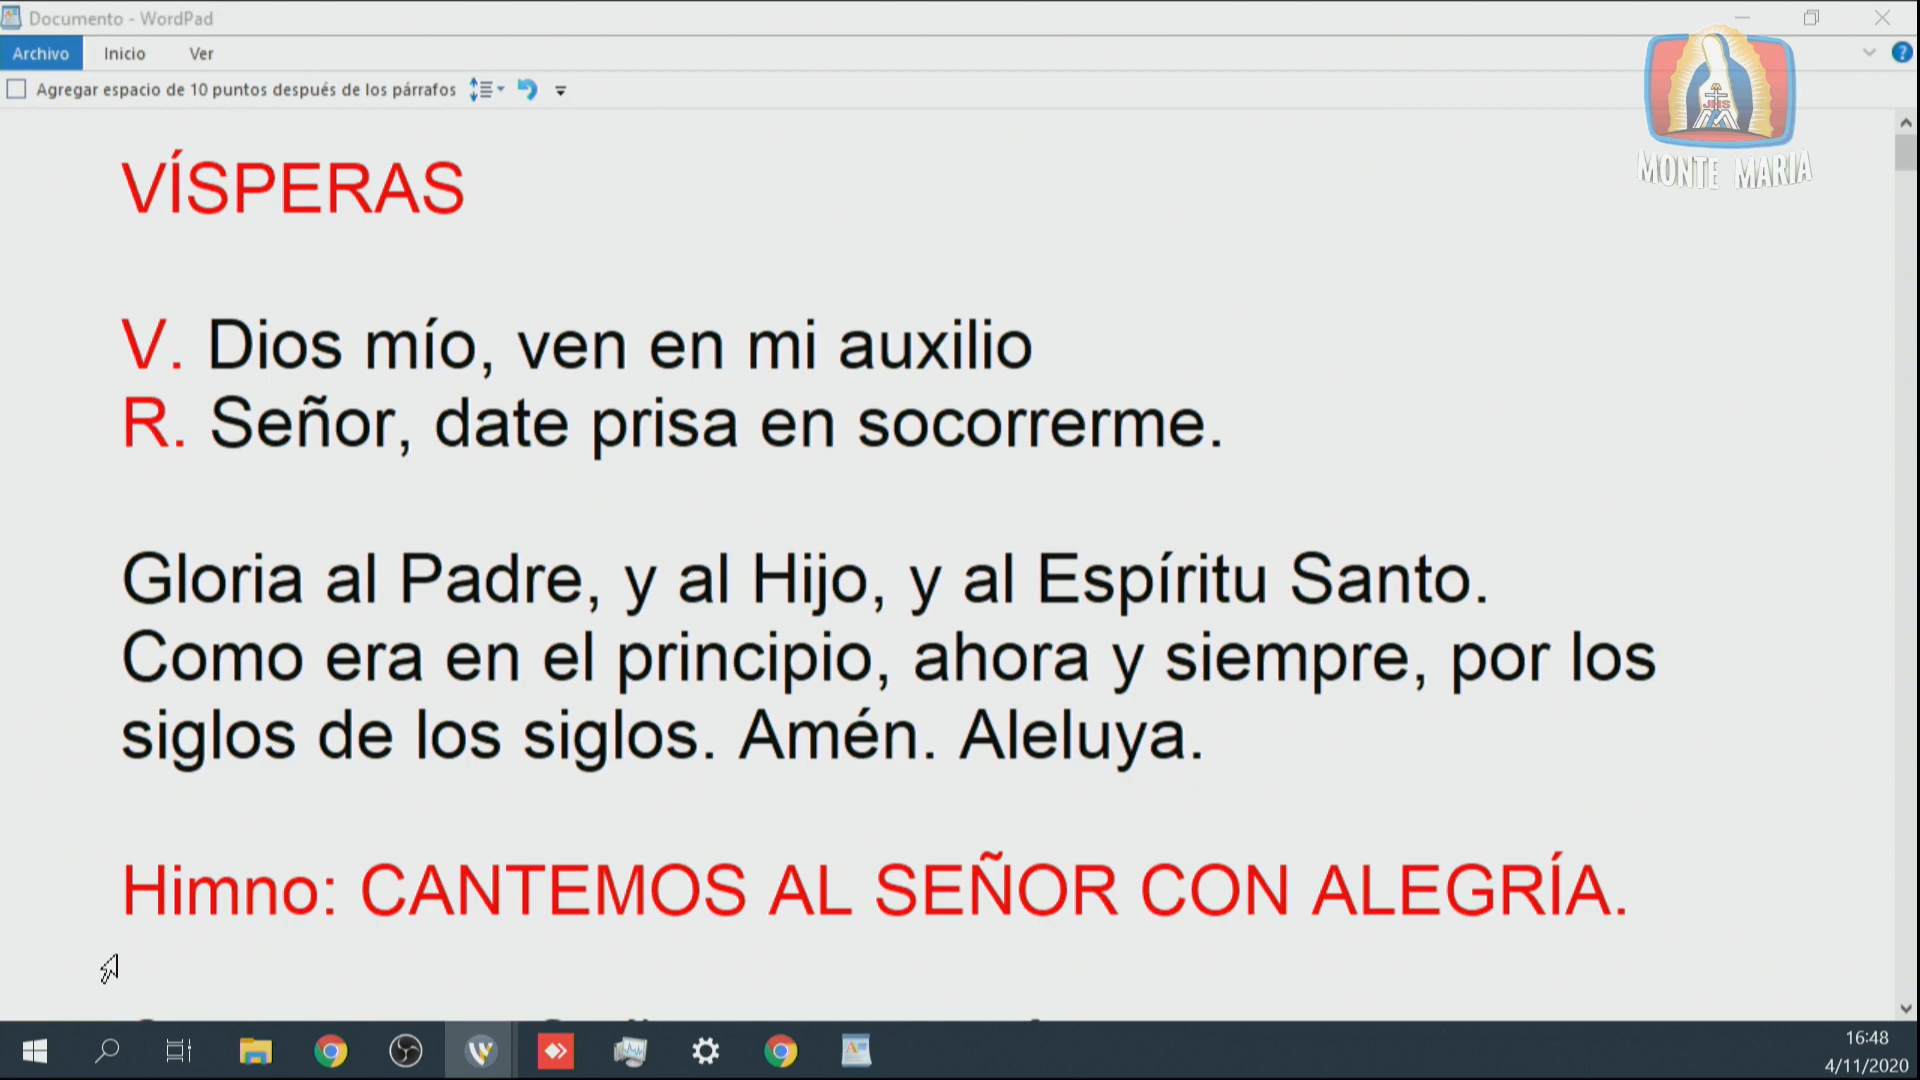 Documento - WordPad
Archivo Inicio Ver
Agregar espacio de 10 puntos después de los párrafos
JHS
MONTE MARIA
VÍSPERAS
V. Dios mío, ven en mi auxilio
R. Señor, date prisa en socorrerme.
Gloria al Padre, y al Hijo, y al Espíritu Santo.
Como era en el principio, ahora y siempre, por los
siglos de los siglos. Amén. Aleluya.
Himno: CANTEMOS AL SEÑOR CON ALEGRÍA.
16:48
4/11/2020